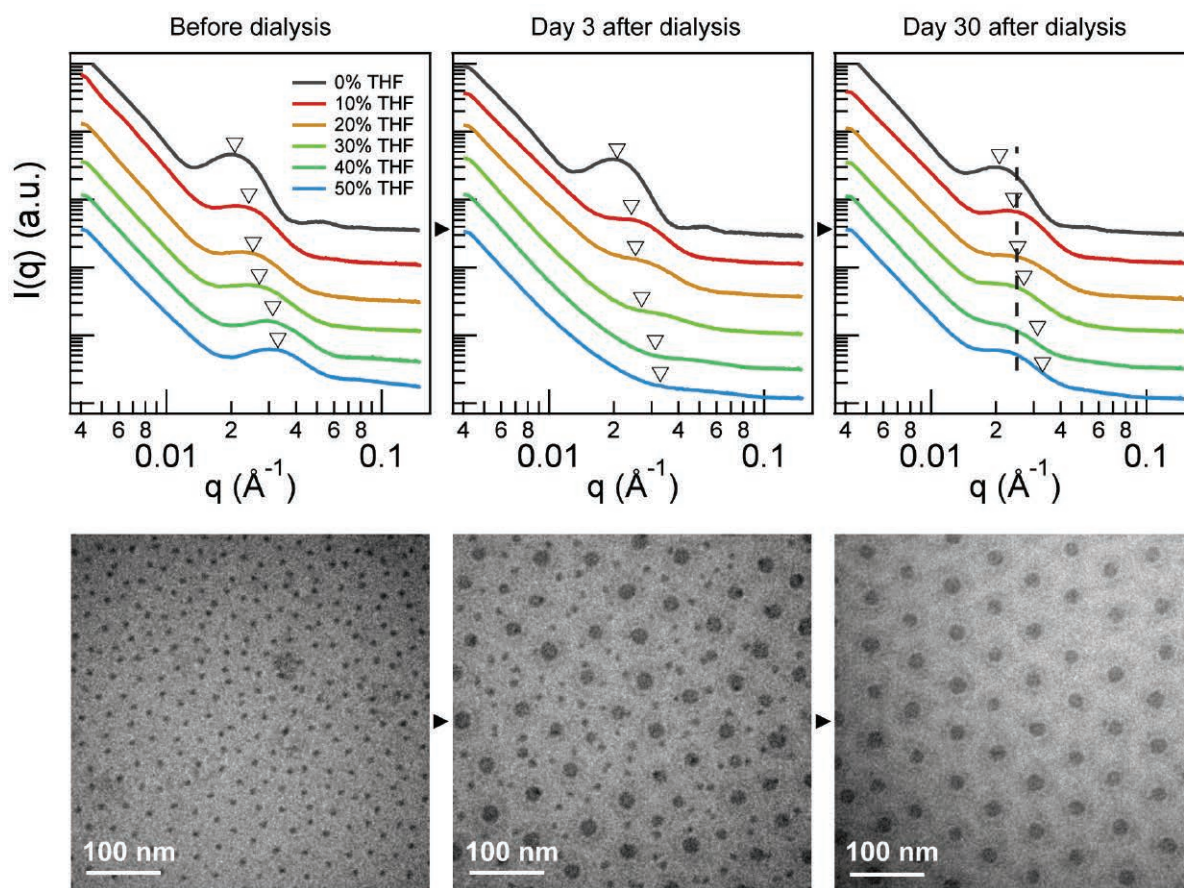 Before dialysis
Day 3 after dialysis
Day 30 after dialysis
0% THF
10% THF
20% THF
30% THF
40% THF
50% THF
I(q) (a.u.)
4 6 8 2 4 6 8
0.01 0.1
q (Å⁻¹)
4 6 8 2 4 6 8
0.01 0.1
q (Å⁻¹)
4 6 8 2 4 6 8
0.01 0.1
q (Å⁻¹)
100 nm
100 nm
100 nm